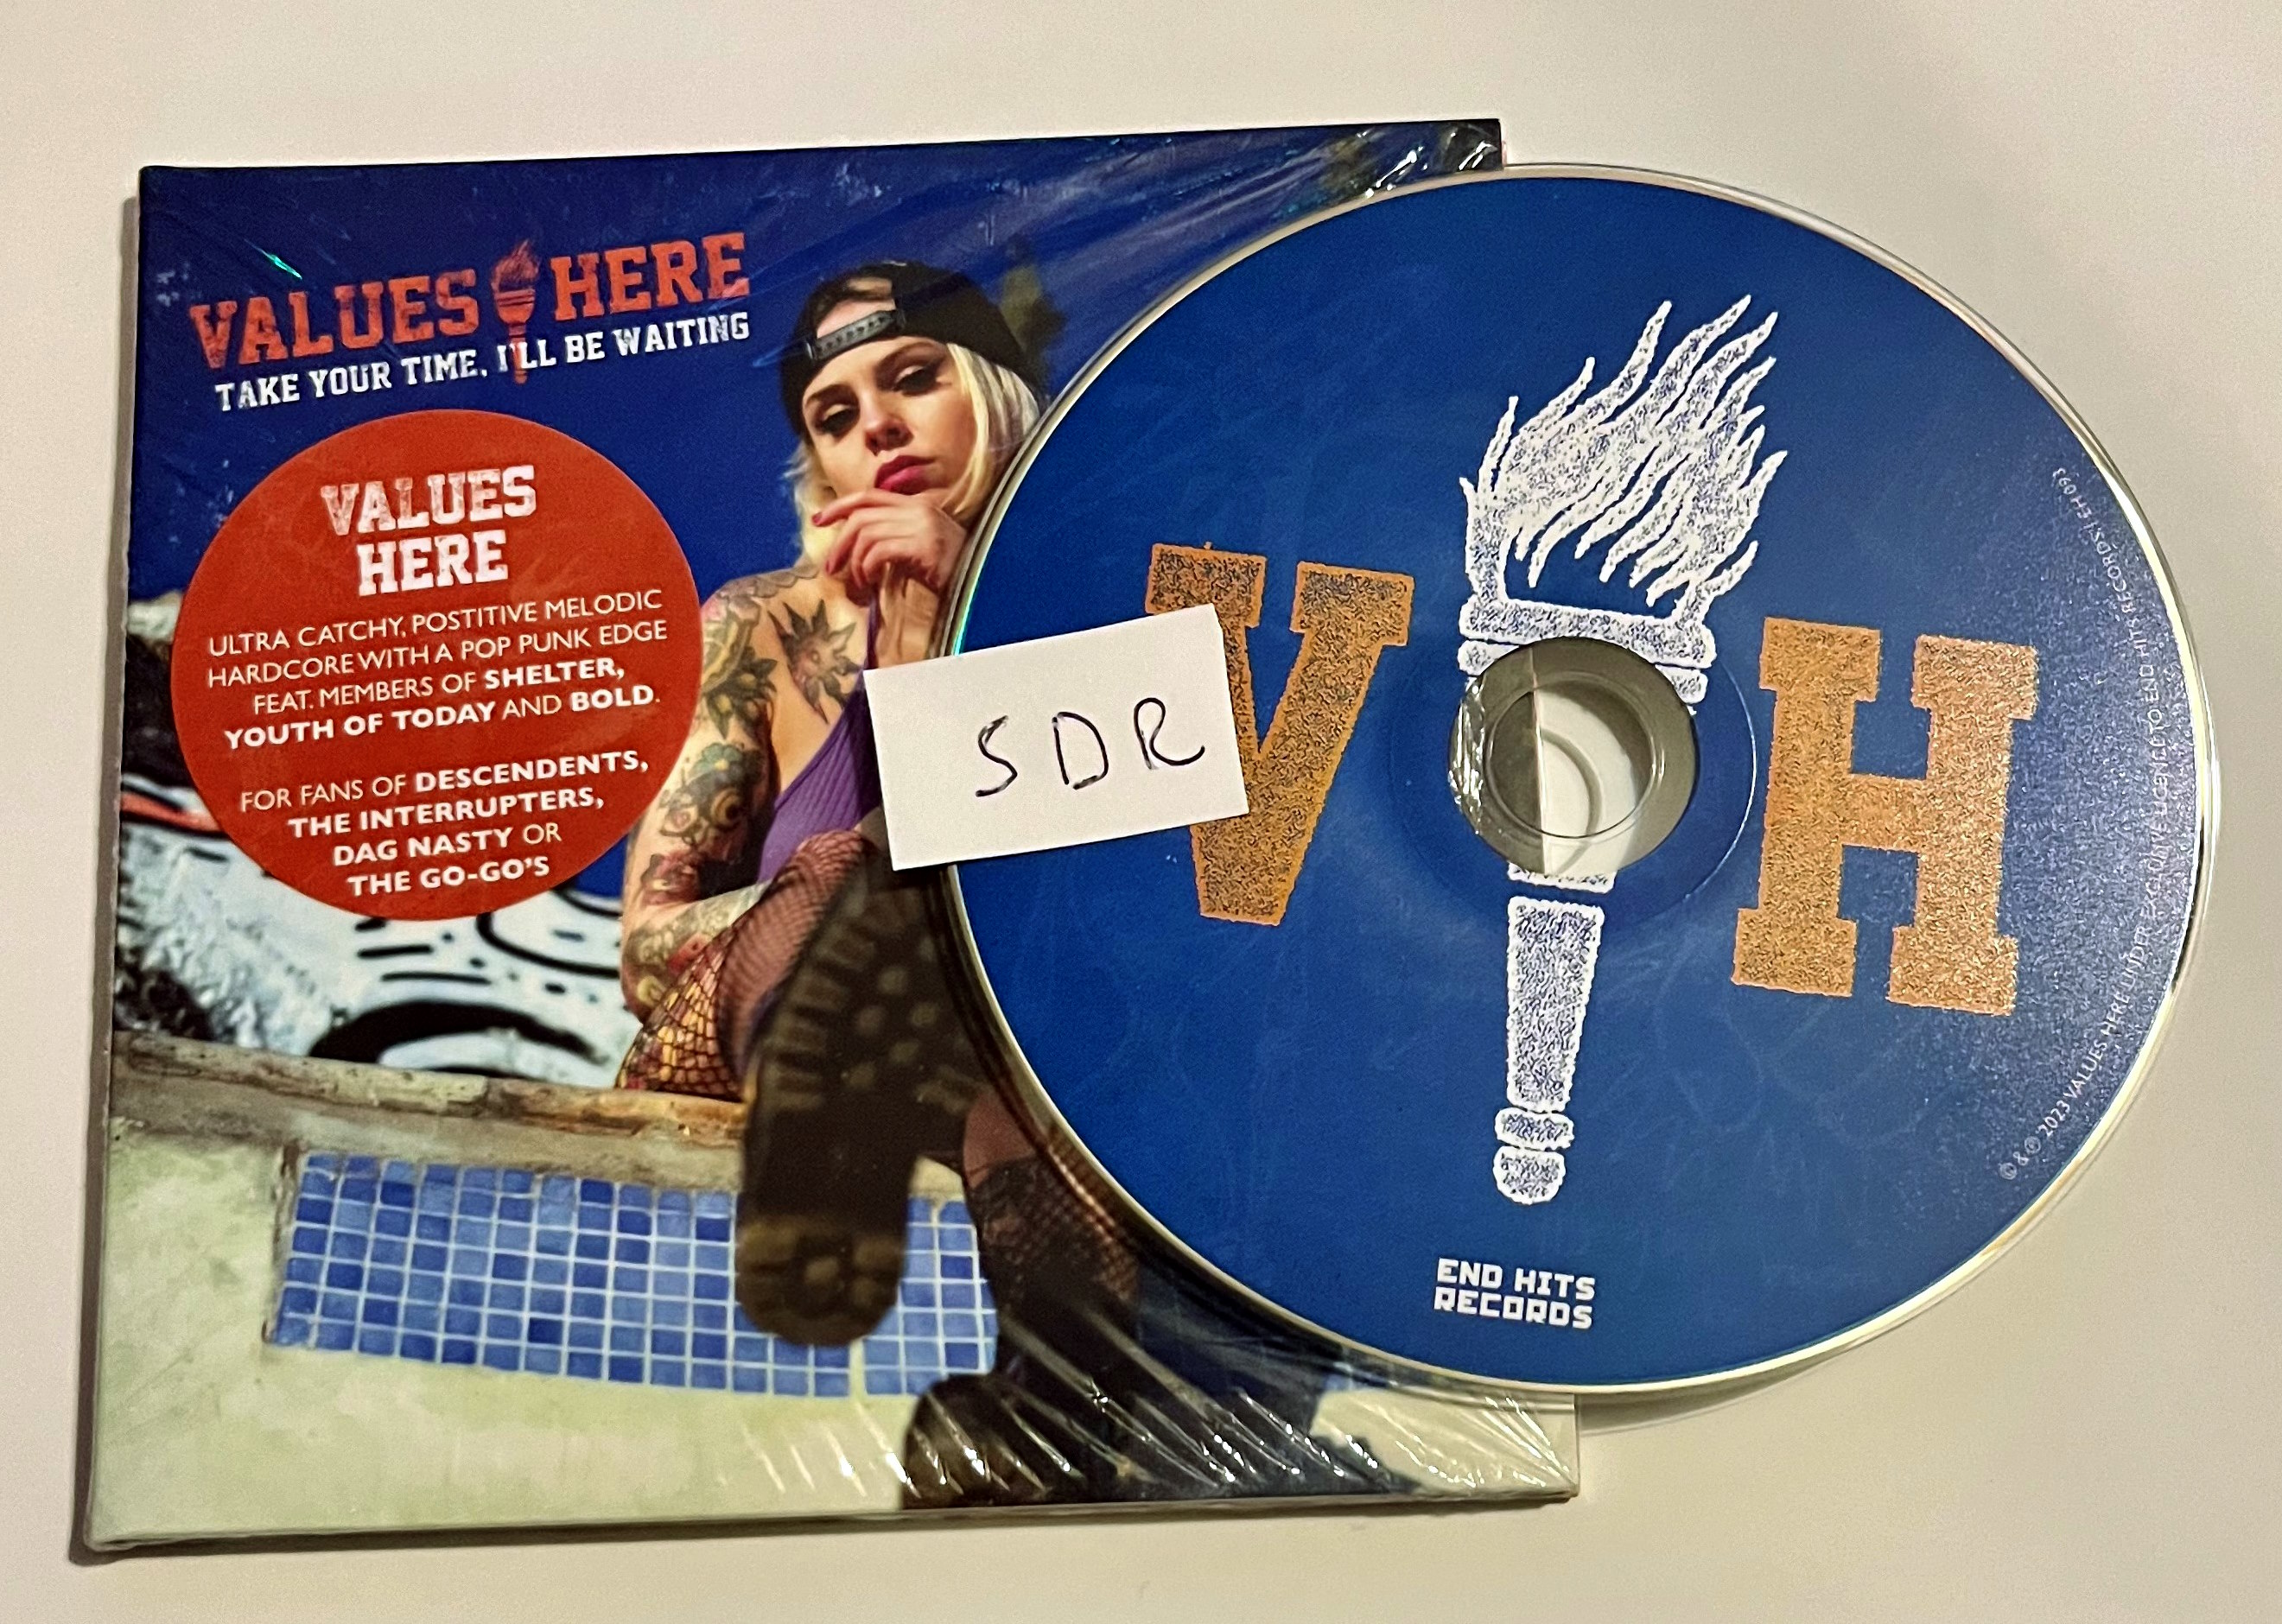 VALUES HERE
TAKE YOUR TIME, I'LL BE WAITING
VALUES
HERE
ULTRA CATCHY, POSTITIVE MELODIC
HARDCORE WITH A POP PUNK EDGE
FEAT. MEMBERS OF SHELTER,
YOUTH OF TODAY AND BOLD.
FOR FANS OF DESCENDENTS,
THE INTERRUPTERS,
DAG NASTY OR
THE GO-GO'S
SDR
V H
END HITS
RECORDS
© & ℗ 2023 VALUES HERE UNDER EXCLUSIVE LICENCE TO END HITS RECORDS | EH093